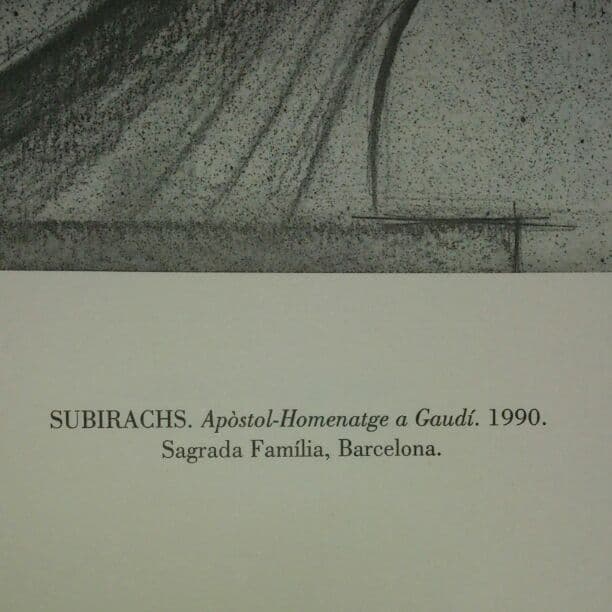 SUBIRACHS. Apòstol-Homenatge a Gaudí. 1990.
Sagrada Família, Barcelona.